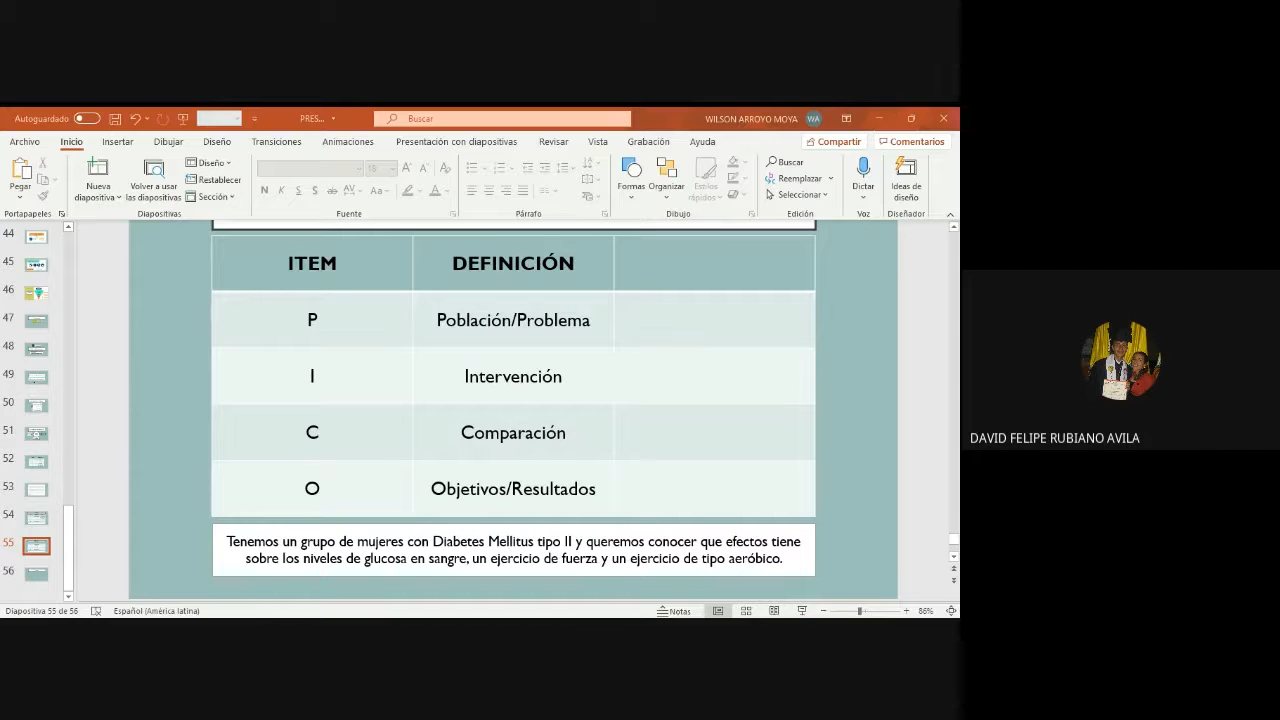 Autoguardado
PRES...
Buscar
WILSON ARROYO MOYA
WA
Archivo Inicio Insertar Dibujar Diseño Transiciones Animaciones Presentación con diapositivas Revisar Vista Grabación Ayuda
Compartir Comentarios
Pegar
Nueva diapositiva
Volver a usar las diapositivas
Diseño
Restablecer
Sección
18
N K S S ab AV Aa A
Formas Organizar Estilos rápidos
Buscar
Reemplazar
Seleccionar
Dictar
Ideas de diseño
Portapapeles Diapositivas Fuente Párrafo Dibujo Edición Voz Diseñador
44
45
46
47
48
49
50
51
52
53
54
55
56
ITEM DEFINICIÓN
P Población/Problema
I Intervención
C Comparación
O Objetivos/Resultados
Tenemos un grupo de mujeres con Diabetes Mellitus tipo II y queremos conocer que efectos tiene
sobre los niveles de glucosa en sangre, un ejercicio de fuerza y un ejercicio de tipo aeróbico.
Diapositiva 55 de 56 Español (América latina) Notas 86%
DAVID FELIPE RUBIANO AVILA